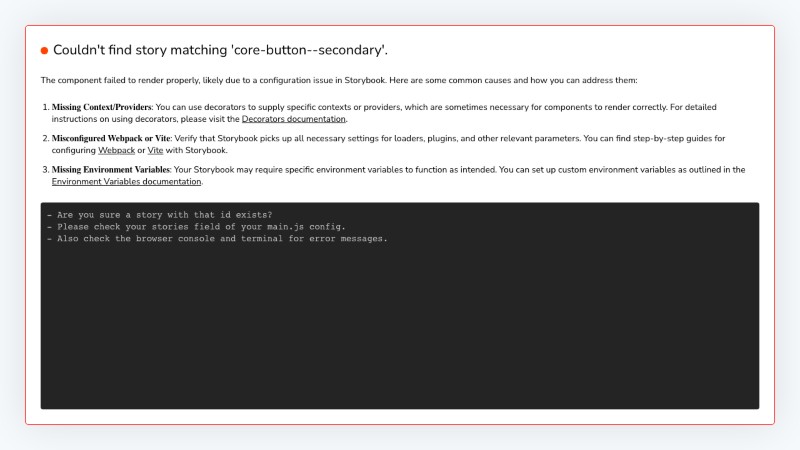 Couldn't find story matching 'core-button--secondary'.
The component failed to render properly, likely due to a configuration issue in Storybook. Here are some common causes and how you can address them:
1. Missing Context/Providers: You can use decorators to supply specific contexts or providers, which are sometimes necessary for components to render correctly. For detailed
instructions on using decorators, please visit the Decorators documentation.
2. Misconfigured Webpack or Vite: Verify that Storybook picks up all necessary settings for loaders, plugins, and other relevant parameters. You can find step-by-step guides for
configuring Webpack or Vite with Storybook.
3. Missing Environment Variables: Your Storybook may require specific environment variables to function as intended. You can set up custom environment variables as outlined in the
Environment Variables documentation.
- Are you sure a story with that id exists?
- Please check your stories field of your main.js config.
- Also check the browser console and terminal for error messages.